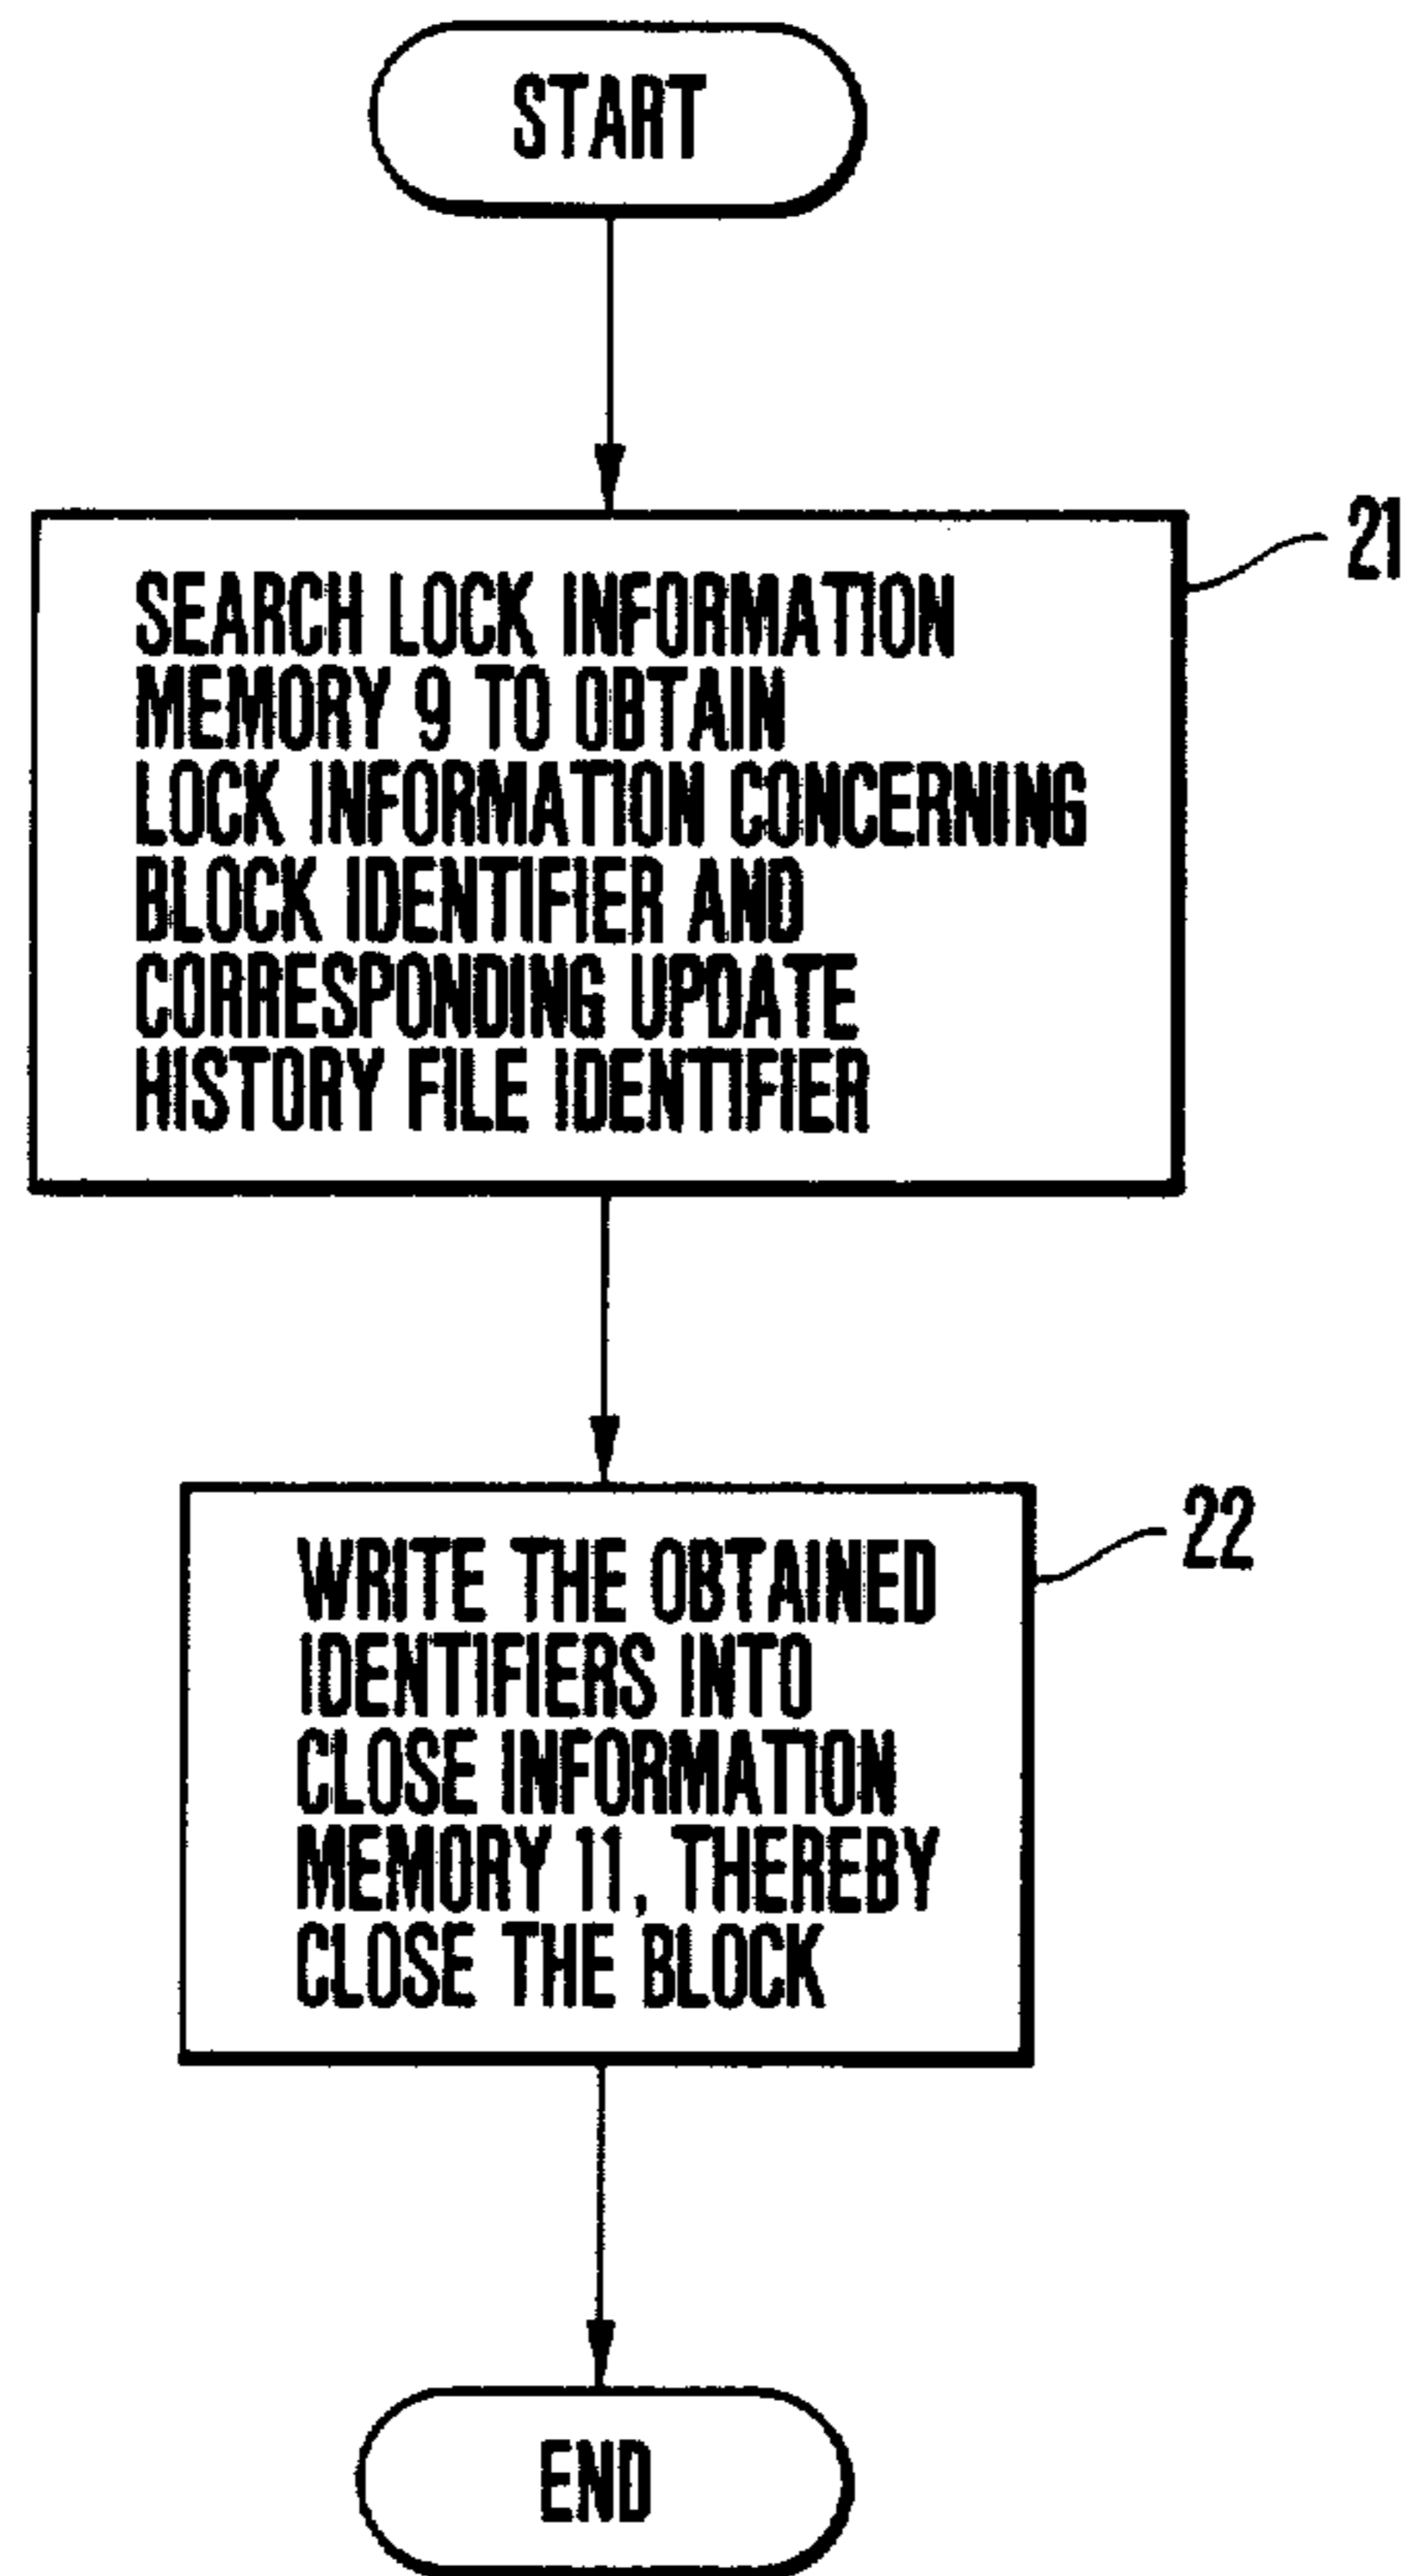 START
21
SEARCH LOCK INFORMATION
MEMORY 9 TO OBTAIN
LOCK INFORMATION CONCERNING
BLOCK IDENTIFIER AND
CORRESPONDING UPDATE
HISTORY FILE IDENTIFIER
22
WRITE THE OBTAINED
IDENTIFIERS INTO
CLOSE INFORMATION
MEMORY 11, THEREBY
CLOSE THE BLOCK
END